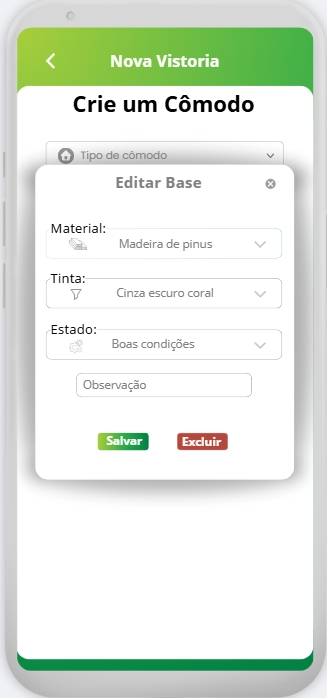 Nova Vistoria
Crie um Cômodo
Tipo de cômodo
Editar Base
Material:
Madeira de pinus
Tinta:
Cinza escuro coral
Estado:
Boas condições
Observação
Salvar
Excluir